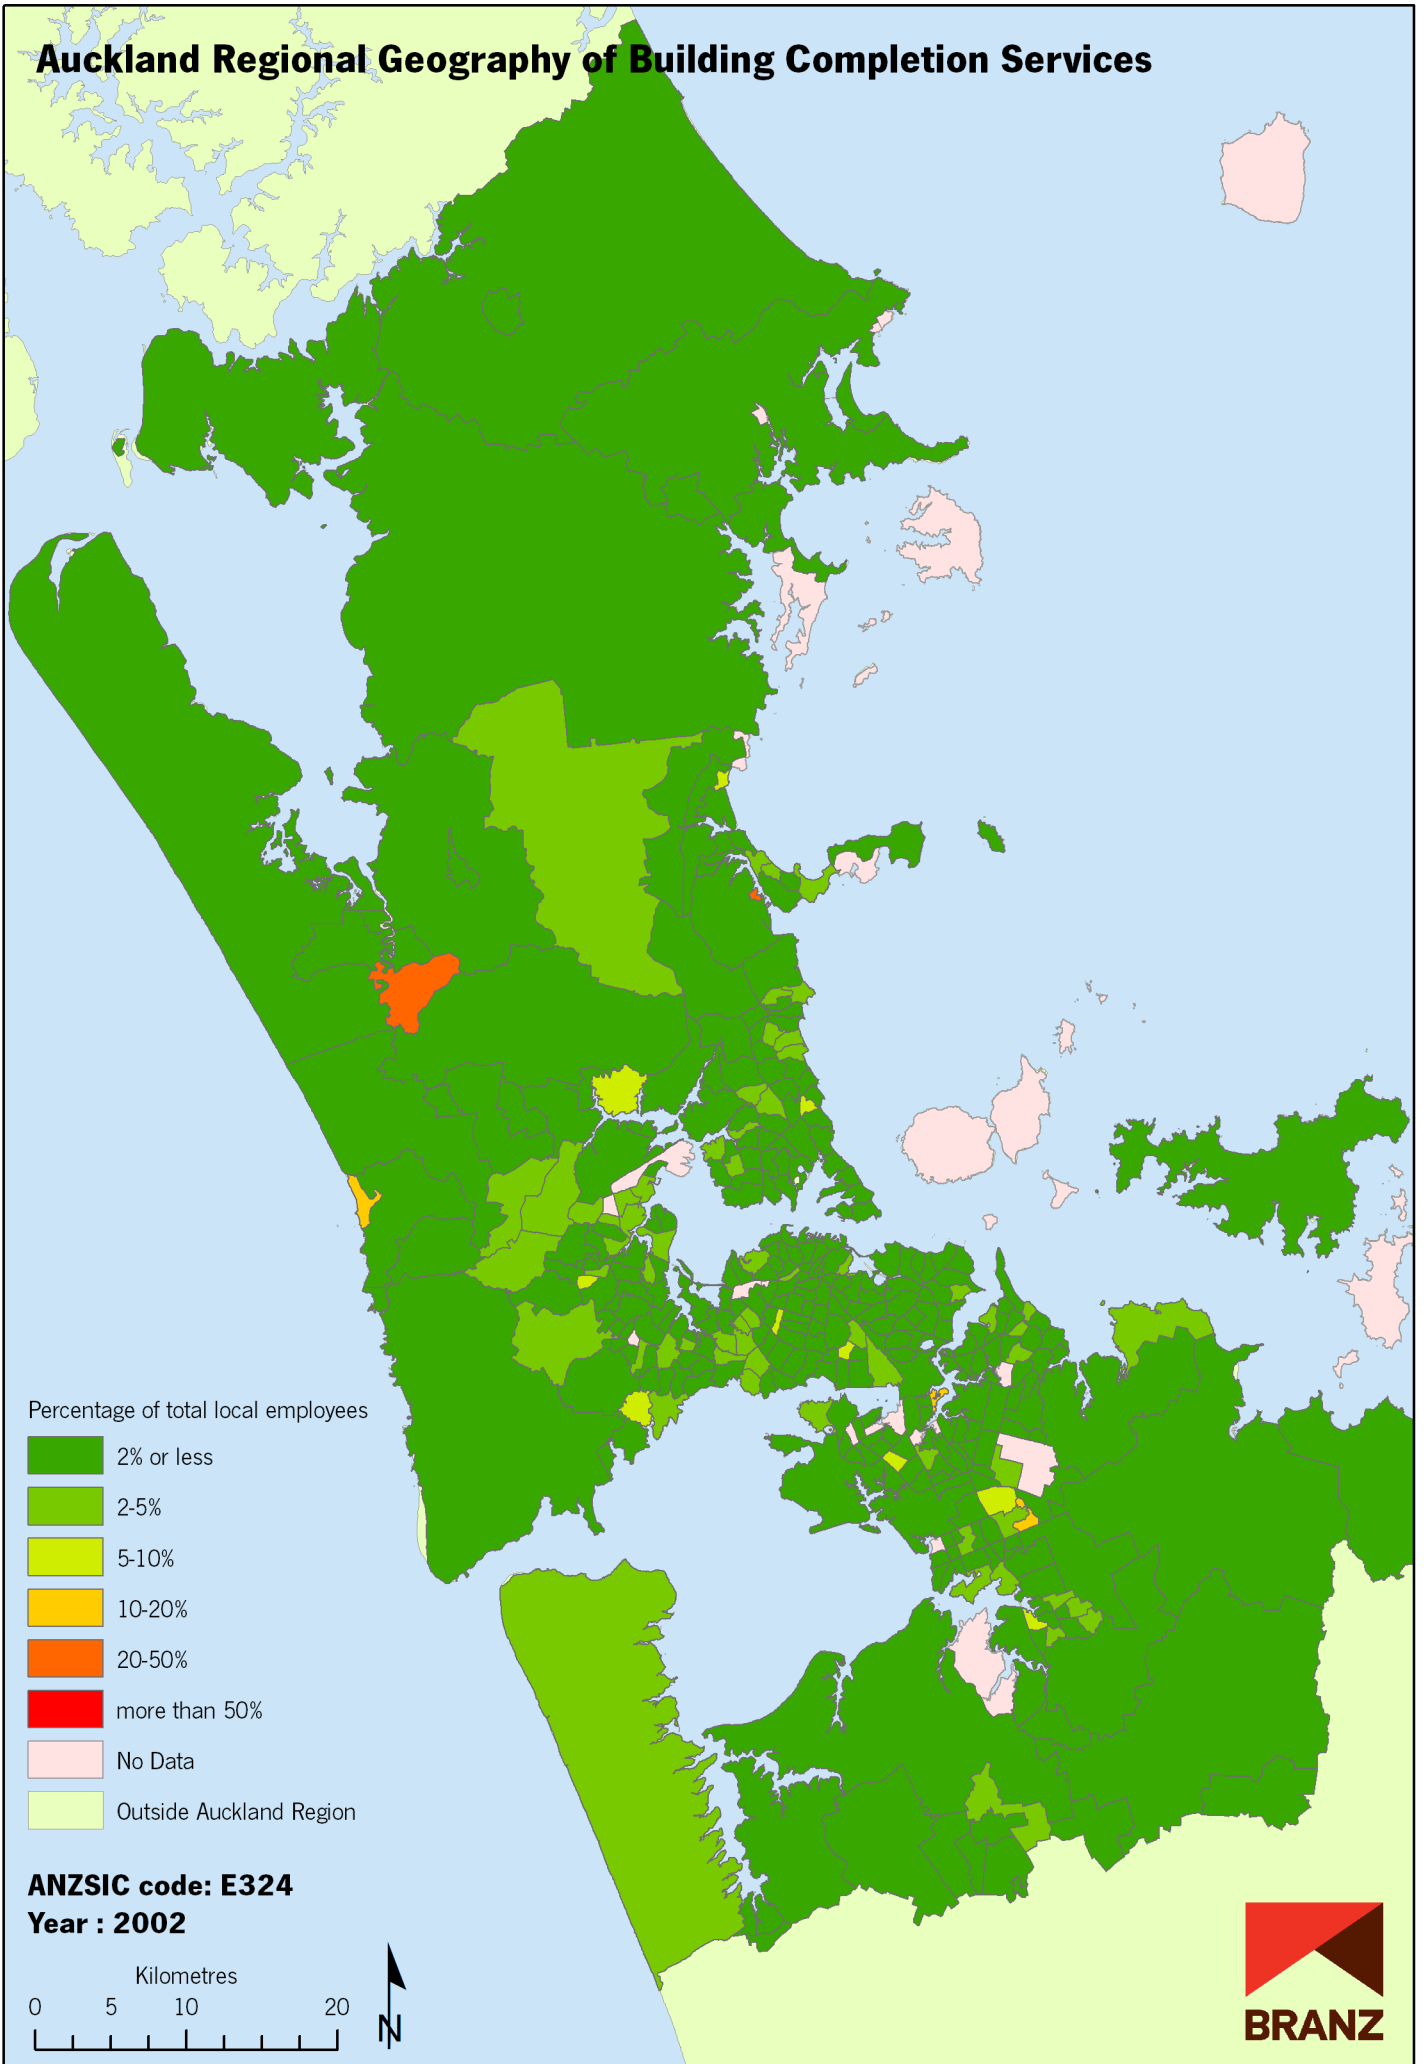 Auckland Regional Geography of Building Completion Services
Percentage of total local employees
2% or less
2-5%
5-10%
10-20%
20-50%
more than 50%
No Data
Outside Auckland Region
ANZSIC code: E324
Year : 2002
Kilometres
0 5 10 20
N
BRANZ